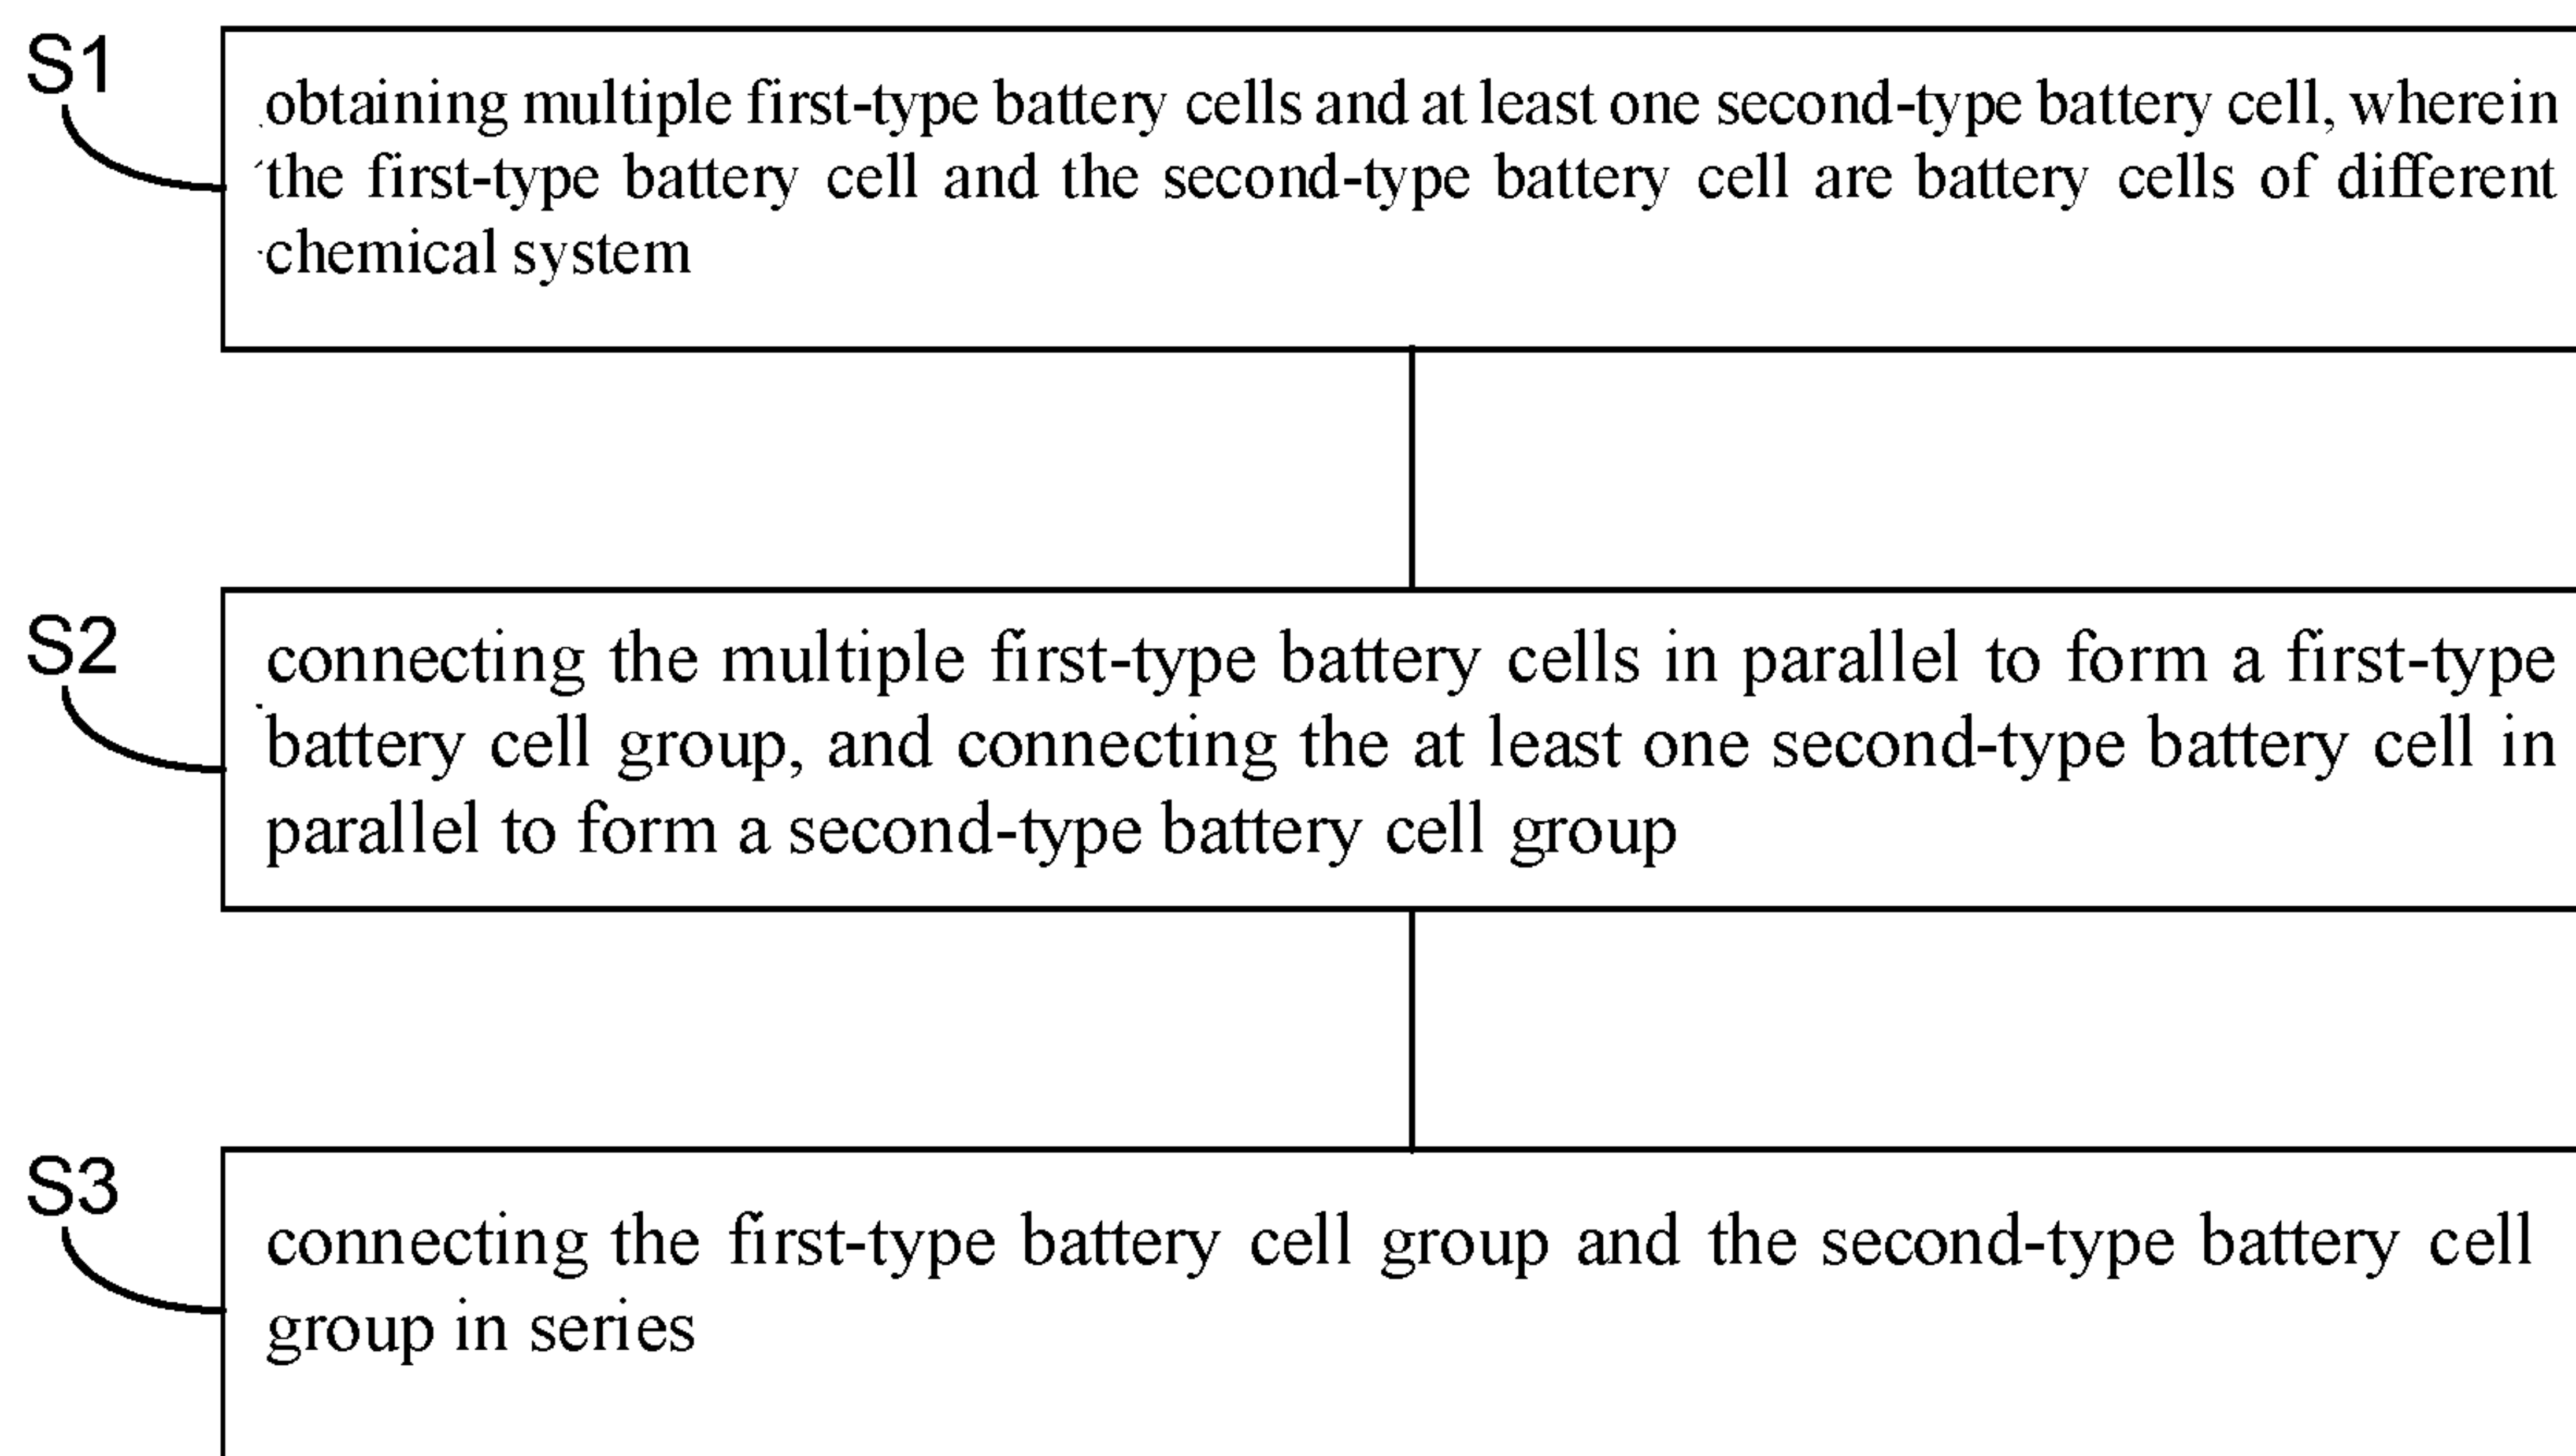 S1
obtaining multiple first-type battery cells and at least one second-type battery cell, wherein
the first-type battery cell and the second-type battery cell are battery cells of different
chemical system
S2
connecting the multiple first-type battery cells in parallel to form a first-type
battery cell group, and connecting the at least one second-type battery cell in
parallel to form a second-type battery cell group
S3
connecting the first-type battery cell group and the second-type battery cell
group in series